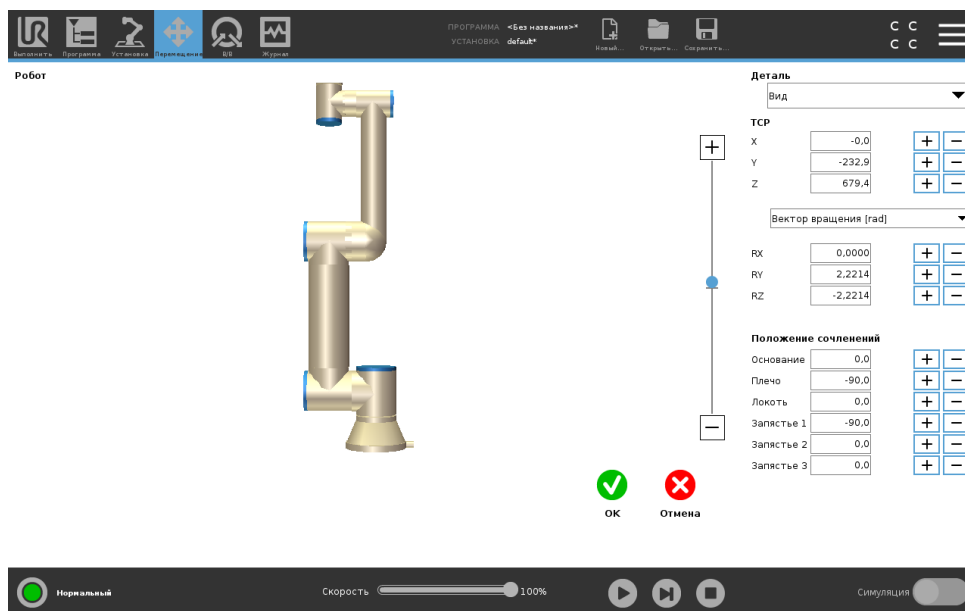 UR
Выполнить Программа Установка Перемещение В/В Журнал
ПРОГРАММА <Без названия>*
УСТАНОВКА default*
Новый... Открыть... Сохранить...
C C
C C
Робот
Деталь
Вид
TCP
X -0,0 + −
Y -232,9 + −
Z 679,4 + −
Вектор вращения [rad]
RX 0,0000 + −
RY 2,2214 + −
RZ -2,2214 + −
Положение сочленений
Основание 0,0 + −
Плечо -90,0 + −
Локоть 0,0 + −
Запястье 1 -90,0 + −
Запястье 2 0,0 + −
Запястье 3 0,0 + −
OK Отмена
Нормальный Скорость 100% Симуляция